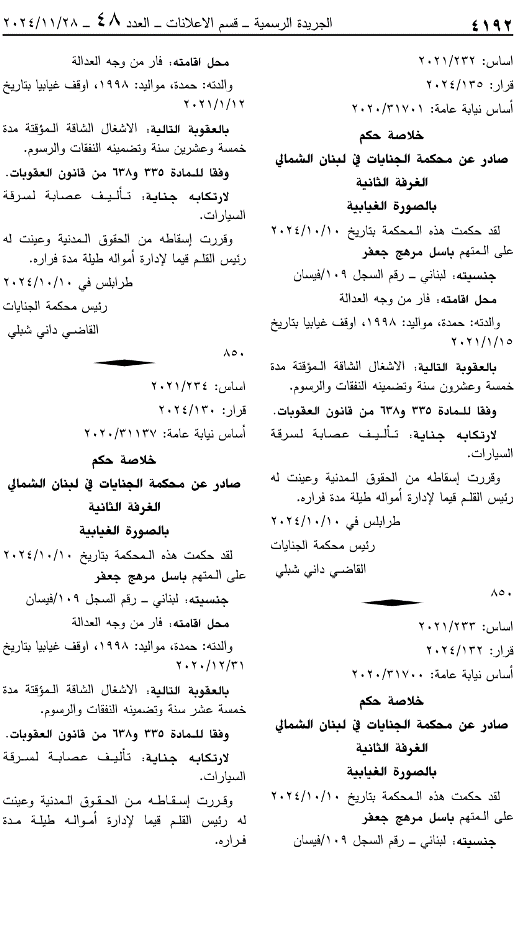 ٤١٩٢
الجريدة الرسمية ــ قسم الاعلانات ــ العدد ٤٨ ــ ٢٠٢٤/١١/٢٨
اساس: ٢٠٢١/٢٣٢
قرار: ٢٠٢٤/١٣٥
أساس نيابة عامة: ٢٠٢٠/٣١٧٠١
خلاصة حكم
صادر عن محكمة الجنايات في لبنان الشمالي
الغرفة الثانية
بالصورة الغيابية
لقد حكمت هذه المحكمة بتاريخ ٢٠٢٤/١٠/١٠
على المتهم باسل مرهج جعفر
جنسيته: لبناني ــ رقم السجل ١٠٩/فيسان
محل اقامته: فار من وجه العدالة
والدته: حمدة، مواليد: ١٩٩٨، اوقف غيابيا بتاريخ
٢٠٢١/١/١٥
بالعقوبة التالية: الاشغال الشاقة المؤقتة مدة
خمسة وعشرون سنة وتضمينه النفقات والرسوم.
وفقا للمادة ٣٣٥ و٦٣٨ من قانون العقوبات.
لارتكابه جناية: تأليف عصابة لسرقة
السيارات.
وقررت إسقاطه من الحقوق المدنية وعينت له
رئيس القلم قيما لإدارة أمواله طيلة مدة فراره.
طرابلس في ٢٠٢٤/١٠/١٠
رئيس محكمة الجنايات
القاضي داني شبلي
٨٥٠
اساس: ٢٠٢١/٢٣٣
قرار: ٢٠٢٤/١٣٢
أساس نيابة عامة: ٢٠٢٠/٣١٧٠٠
خلاصة حكم
صادر عن محكمة الجنايات في لبنان الشمالي
الغرفة الثانية
بالصورة الغيابية
لقد حكمت هذه المحكمة بتاريخ ٢٠٢٤/١٠/١٠
على المتهم باسل مرهج جعفر
جنسيته: لبناني ــ رقم السجل ١٠٩/فيسان
محل اقامته: فار من وجه العدالة
والدته: حمدة، مواليد: ١٩٩٨، اوقف غيابيا بتاريخ
٢٠٢١/١/١٢
بالعقوبة التالية: الاشغال الشاقة المؤقتة مدة
خمسة وعشرين سنة وتضمينه النفقات والرسوم.
وفقا للمادة ٣٣٥ و٦٣٨ من قانون العقوبات.
لارتكابه جناية: تأليف عصابة لسرقة
السيارات.
وقررت إسقاطه من الحقوق المدنية وعينت له
رئيس القلم قيما لإدارة أمواله طيلة مدة فراره.
طرابلس في ٢٠٢٤/١٠/١٠
رئيس محكمة الجنايات
القاضي داني شبلي
٨٥٠
اساس: ٢٠٢١/٢٣٤
قرار: ٢٠٢٤/١٣٠
أساس نيابة عامة: ٢٠٢٠/٣١١٣٧
خلاصة حكم
صادر عن محكمة الجنايات في لبنان الشمالي
الغرفة الثانية
بالصورة الغيابية
لقد حكمت هذه المحكمة بتاريخ ٢٠٢٤/١٠/١٠
على المتهم باسل مرهج جعفر
جنسيته: لبناني ــ رقم السجل ١٠٩/فيسان
محل اقامته: فار من وجه العدالة
والدته: حمدة، مواليد: ١٩٩٨، اوقف غيابيا بتاريخ
٢٠٢٠/١٢/٣١
بالعقوبة التالية: الاشغال الشاقة المؤقتة مدة
خمسة عشر سنة وتضمينه النفقات والرسوم.
وفقا للمادة ٣٣٥ و٦٣٨ من قانون العقوبات.
لارتكابه جناية: تأليف عصابة لسرقة
السيارات.
وقررت إسقاطه من الحقوق المدنية وعينت
له رئيس القلم قيما لإدارة أمواله طيلة مدة
فراره.